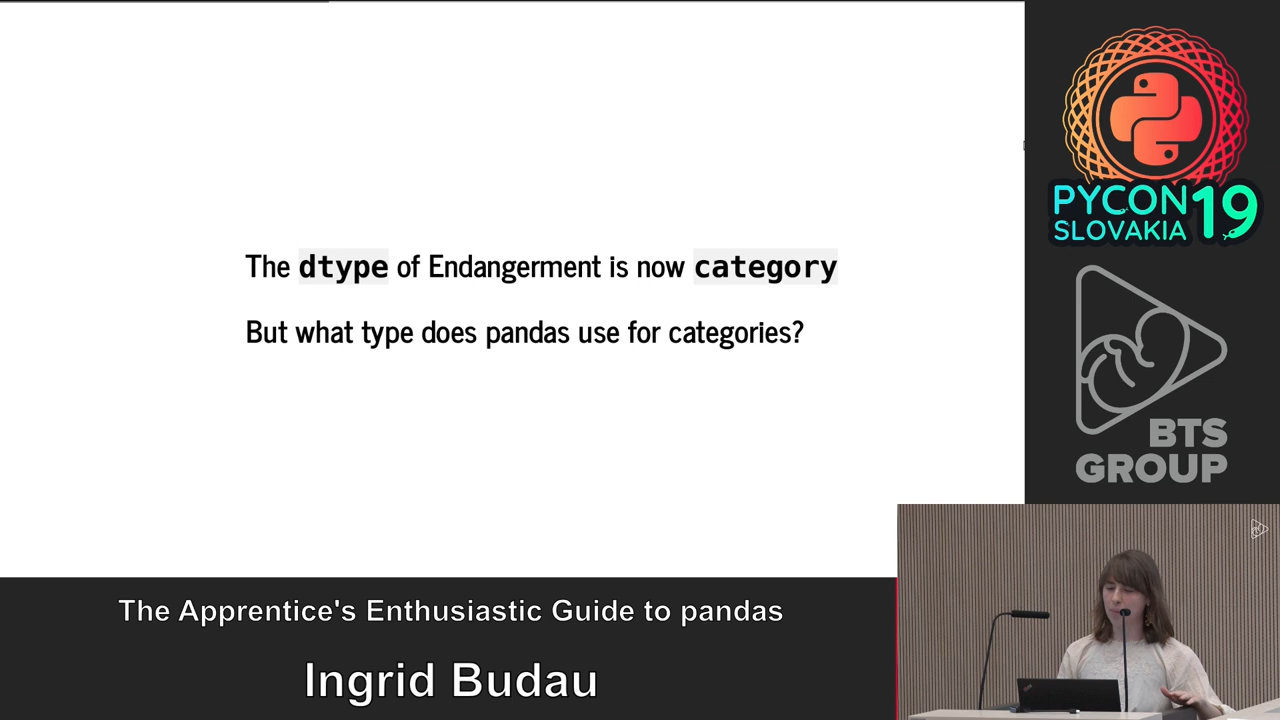 The dtype of Endangerment is now category
But what type does pandas use for categories?
PYCON 19
SLOVAKIA
BTS
GROUP
The Apprentice's Enthusiastic Guide to pandas
Ingrid Budau